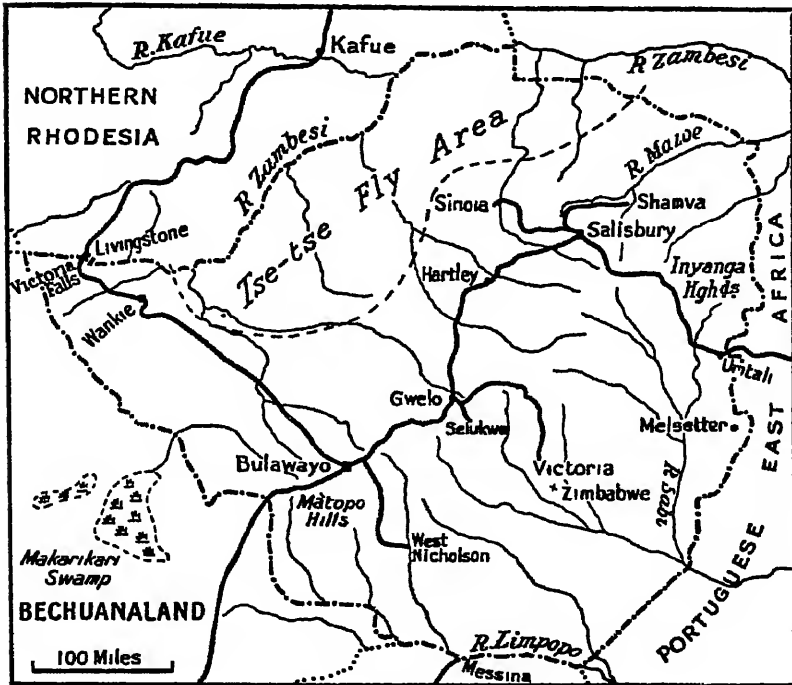 R. Kafue
Kafue
R Zambesi
NORTHERN
RHODESIA
R Zambesi
Tse-tse Fly Area
R Mazoe
Sinoia
Shamva
Salisbury
Livingstone
Victoria
Falls
Hartley
Inyanga
Hghds.
AFRICA
Wankie
Umtali
Gwelo
Selukwe
Melsetter
EAST
Bulawayo
Victoria
Zimbabwe
R Sabi
Matopo
Hills
Makarikari
Swamp
West
Nicholson
PORTUGUESE
BECHUANALAND
R. Limpopo
100 Miles
Messina